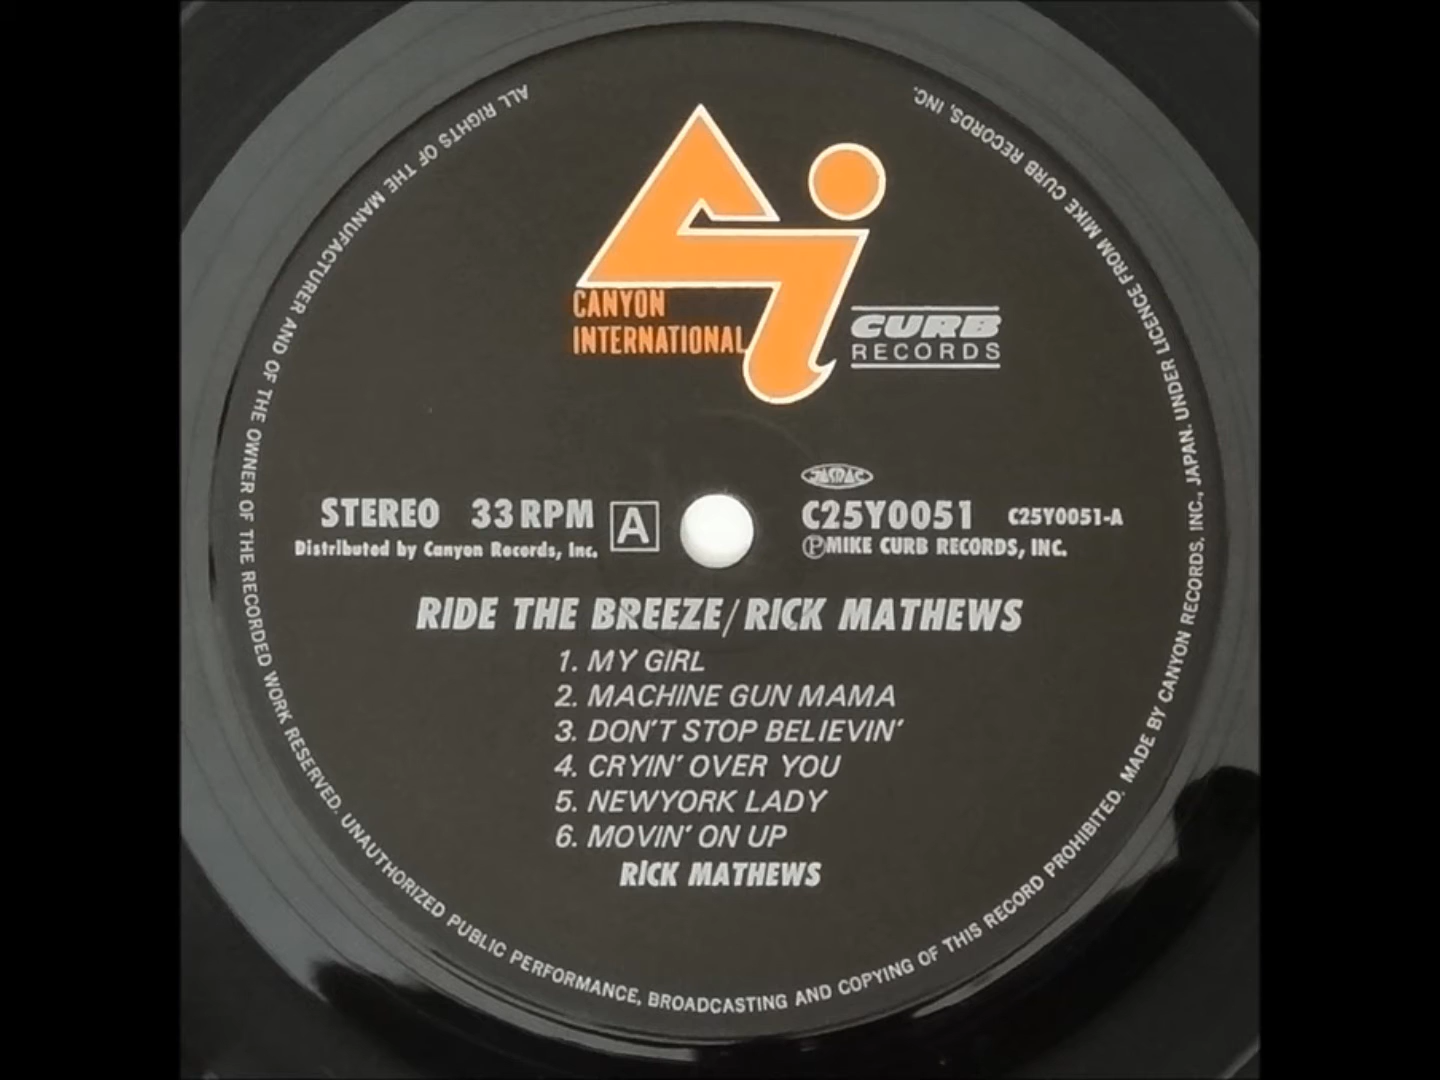 CANYON
INTERNATIONAL
CURB
RECORDS
JASRAC
STEREO 33RPM A
Distributed by Canyon Records, Inc.
C25Y0051 C25Y0051-A
ⓅMIKE CURB RECORDS, INC.
RIDE THE BREEZE/RICK MATHEWS
1. MY GIRL
2. MACHINE GUN MAMA
3. DON'T STOP BELIEVIN'
4. CRYIN' OVER YOU
5. NEWYORK LADY
6. MOVIN' ON UP
RICK MATHEWS
ALL RIGHTS OF THE MANUFACTURER AND OF THE OWNER OF THE RECORDED WORK RESERVED. UNAUTHORIZED PUBLIC PERFORMANCE, BROADCASTING AND COPYING OF THIS RECORD PROHIBITED. MADE BY CANYON RECORDS, INC., JAPAN. UNDER LICENCE FROM MIKE CURB RECORDS, INC.